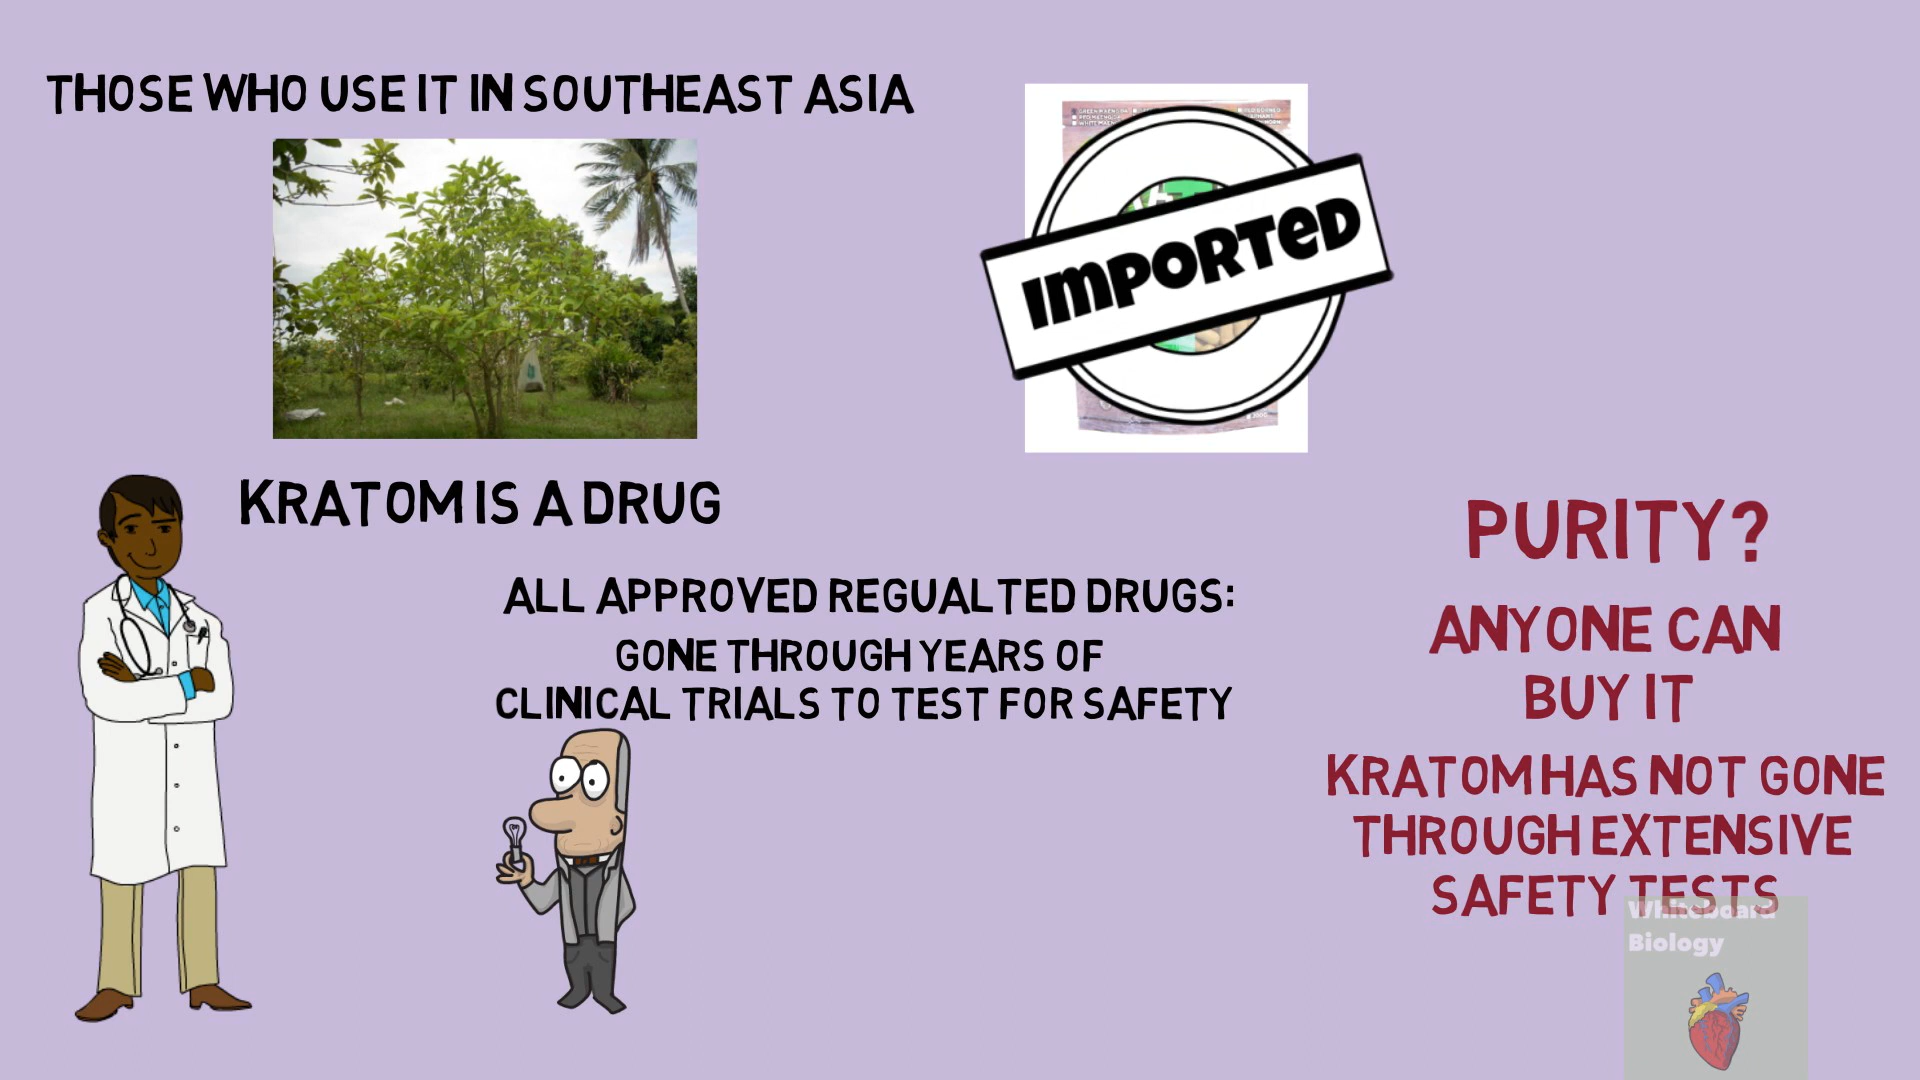 THOSE WHO USE IT IN SOUTHEAST ASIA
IMPORTED
KRATOM IS A DRUG
ALL APPROVED REGUALTED DRUGS:
GONE THROUGH YEARS OF
CLINICAL TRIALS TO TEST FOR SAFETY
PURITY?
ANYONE CAN
BUY IT
KRATOM HAS NOT GONE
THROUGH EXTENSIVE
SAFETY TESTS
Whiteboard
Biology